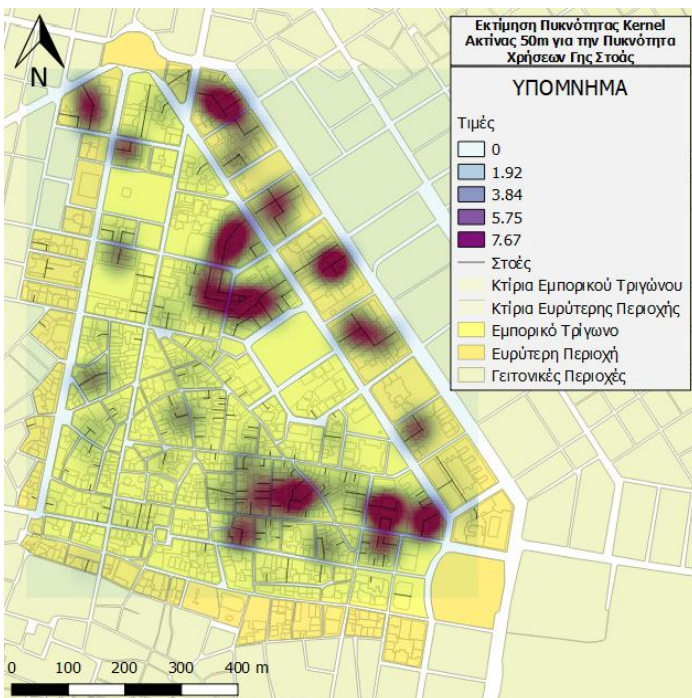 Εκτίμηση Πυκνότητας Kernel
Ακτίνας 50m για την Πυκνότητα
Χρήσεων Γης Στοάς
ΥΠΟΜΝΗΜΑ
Τιμές
0
1.92
3.84
5.75
7.67
Στοές
Κτίρια Εμπορικού Τριγώνου
Κτίρια Ευρύτερης Περιοχής
Εμπορικό Τρίγωνο
Ευρύτερη Περιοχή
Γειτονικές Περιοχές
N
0 100 200 300 400 m